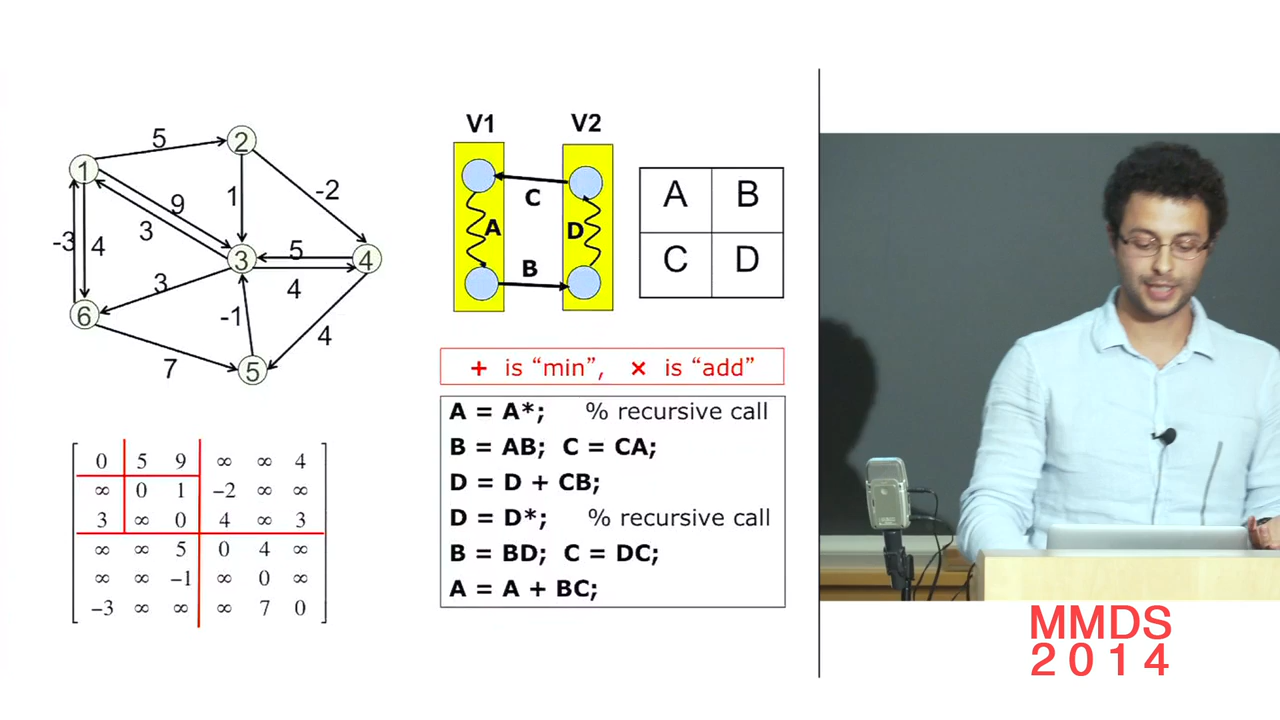 5
2
1
9
1
-2
3
-3
4
3
5
4
4
3
6
-1
4
7
5
V1 V2
C
A D
B
A B
C D
+ is “min”, × is “add”
A = A*; % recursive call
B = AB; C = CA;
D = D + CB;
D = D*; % recursive call
B = BD; C = DC;
A = A + BC;
0 5 9 ∞ ∞ 4
∞ 0 1 −2 ∞ ∞
3 ∞ 0 4 ∞ 3
∞ ∞ 5 0 4 ∞
∞ ∞ −1 ∞ 0 ∞
−3 ∞ ∞ ∞ 7 0
MMDS
2014